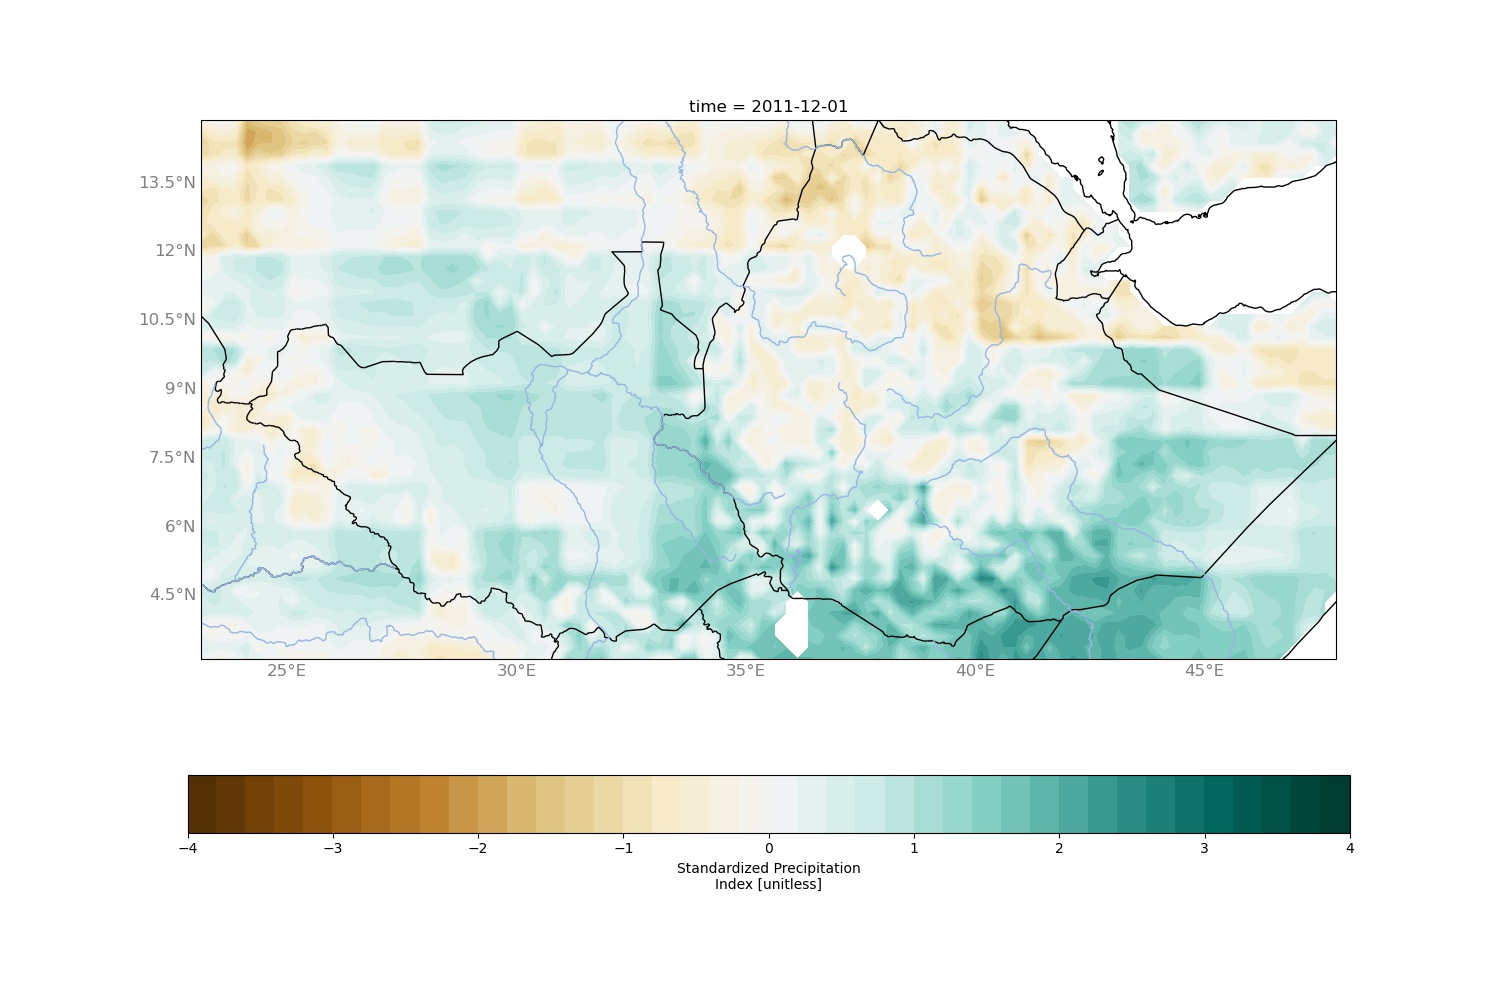 time = 2011-12-01
13.5°N
12°N
10.5°N
9°N
7.5°N
6°N
4.5°N
25°E 30°E 35°E 40°E 45°E
−4 −3 −2 −1 0 1 2 3 4
Standardized Precipitation
Index [unitless]